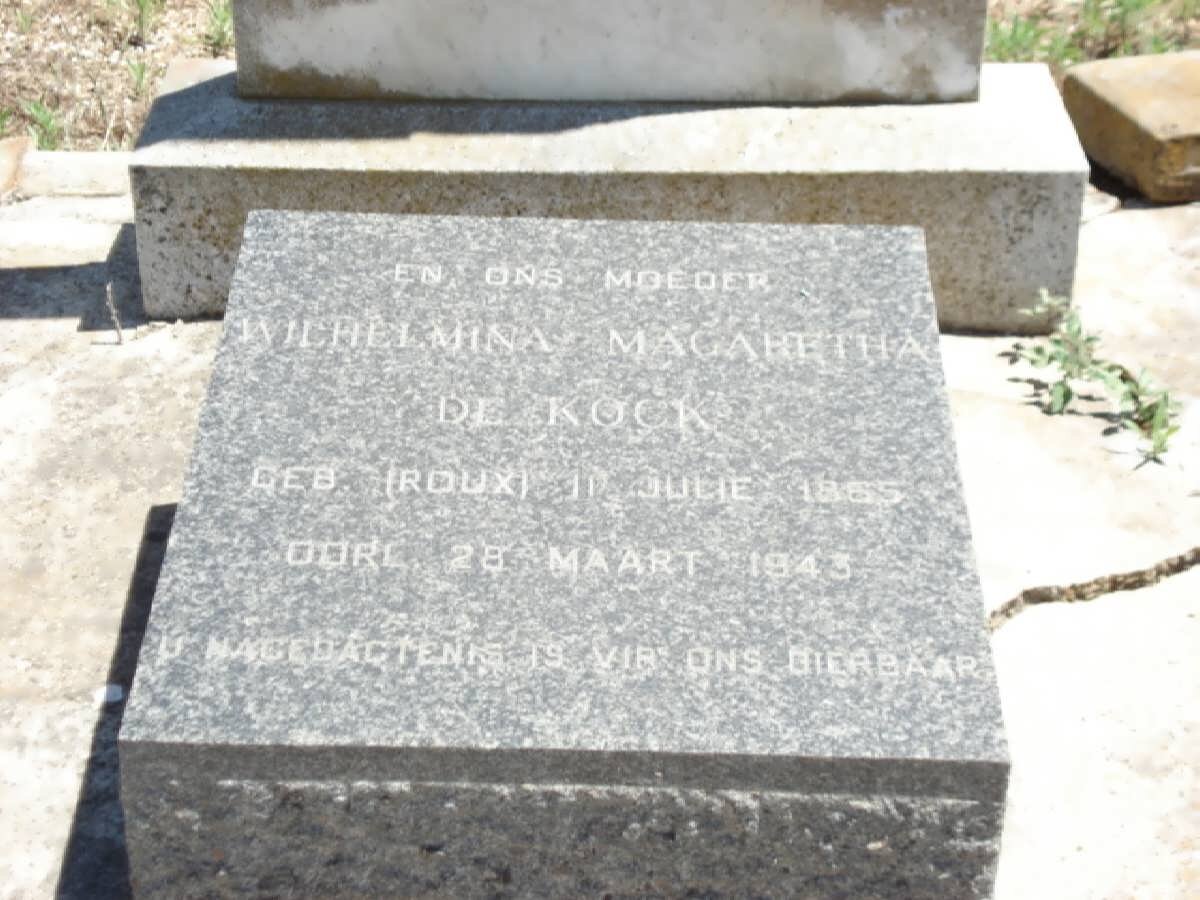 EN ONS MOEDER
WILHELMINA MAGARETHA
DE KOCK
GEB. (ROUX) 11 JULIE 1865
OORL. 28 MAART 1943
U NAGEDACTENIS IS VIR ONS DIERBAAR